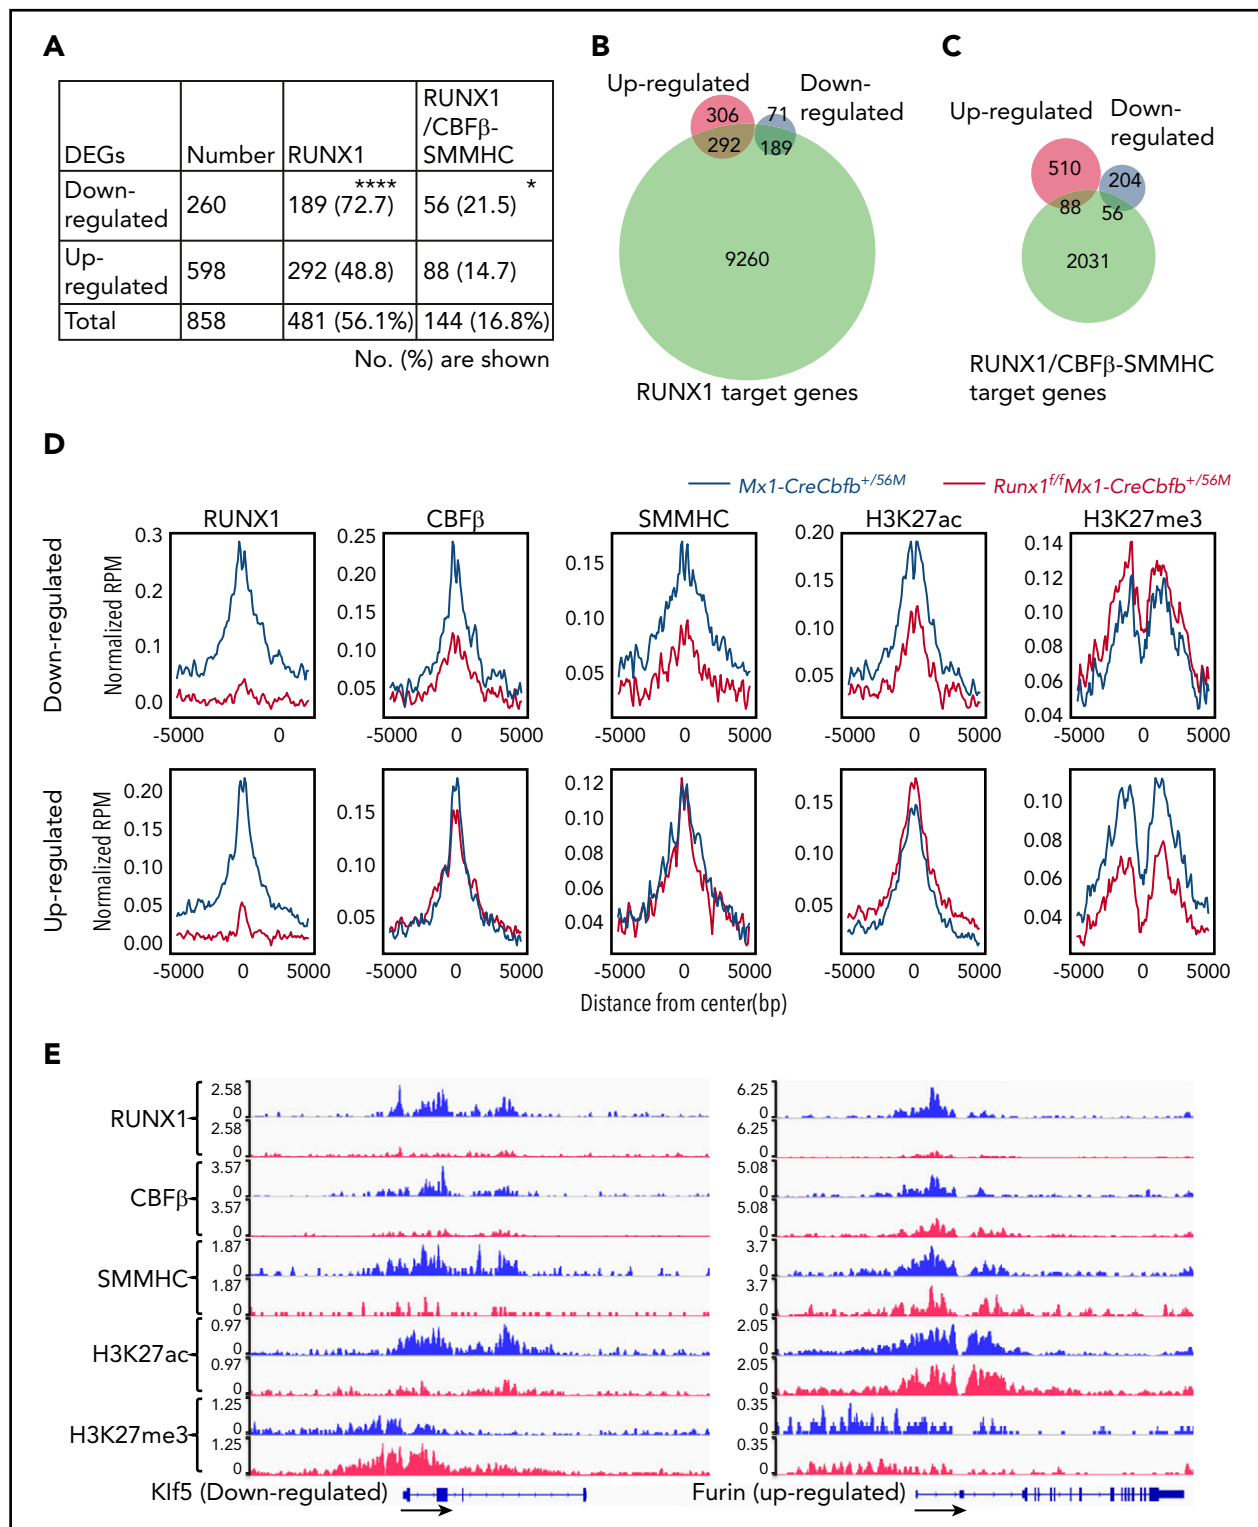 A
DEGs Number RUNX1 RUNX1
/CBFβ-
SMMHC
Down-
regulated 260 189 (72.7) **** 56 (21.5) *
Up-
regulated 598 292 (48.8) 88 (14.7)
Total 858 481 (56.1%) 144 (16.8%)
No. (%) are shown
B
Up-regulated
Down-
regulated
306 71
292 189
9260
RUNX1 target genes
C
Up-regulated
Down-
regulated
510 204
88 56
2031
RUNX1/CBFβ-SMMHC
target genes
D
Mx1-CreCbfb+/56M
Runx1f/fMx1-CreCbfb+/56M
RUNX1 CBFβ SMMHC H3K27ac H3K27me3
Down-regulated
Normalized RPM
0.3
0.2
0.1
0.0
-5000 0
0.25
0.20
0.15
0.10
0.05
-5000 0 5000
0.15
0.10
0.05
-5000 0 5000
0.20
0.15
0.10
0.05
-5000 0 5000
0.14
0.12
0.10
0.08
0.06
0.04
-5000 0 5000
Up-regulated
Normalized RPM
0.20
0.15
0.10
0.05
0.00
-5000 0 5000
0.15
0.10
0.05
-5000 0 5000
0.12
0.10
0.08
0.06
0.04
-5000 0 5000
0.15
0.10
0.05
-5000 0 5000
0.10
0.08
0.06
0.04
-5000 0 5000
Distance from center(bp)
E
RUNX1
2.58
0
2.58
0
6.25
0
6.25
0
CBFβ
3.57
0
3.57
0
5.08
0
5.08
0
SMMHC
1.87
0
1.87
0
3.7
0
3.7
0
H3K27ac
0.97
0
0.97
0
2.05
0
2.05
0
H3K27me3
1.25
0
1.25
0
0.35
0
0.35
0
Klf5 (Down-regulated)
Furin (up-regulated)